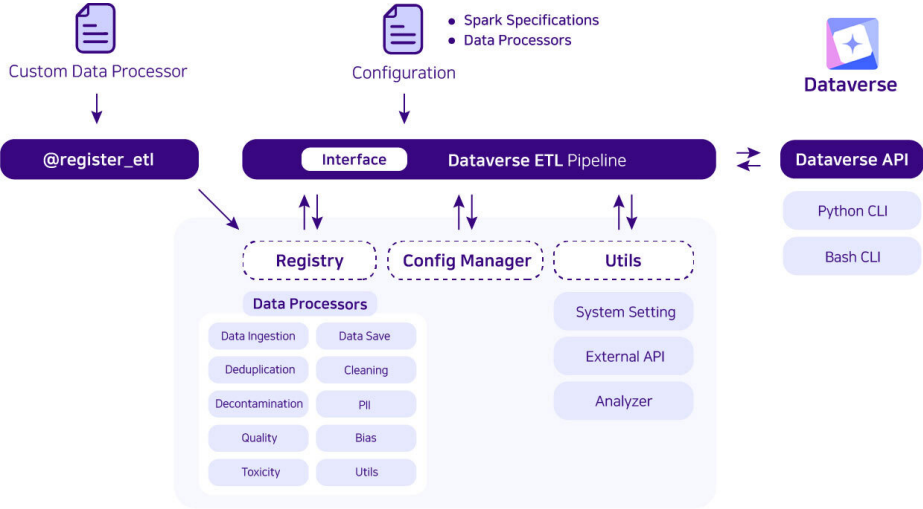 Custom Data Processor
Configuration
• Spark Specifications
• Data Processors
Dataverse
@register_etl
Interface
Dataverse ETL Pipeline
Dataverse API
Python CLI
Bash CLI
Registry
Config Manager
Utils
Data Processors
Data Ingestion
Data Save
Deduplication
Cleaning
Decontamination
PII
Quality
Bias
Toxicity
Utils
System Setting
External API
Analyzer